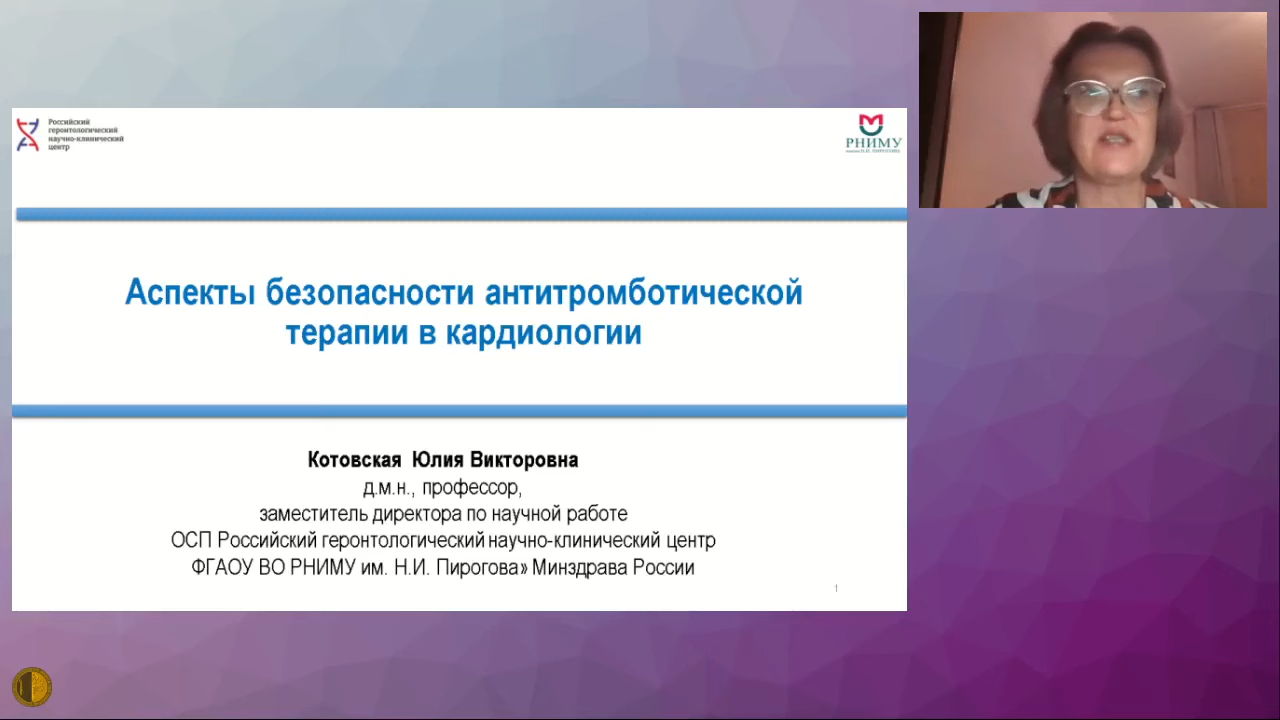 Российский
геронтологический
научно-клинический
центр
РНИМУ
Аспекты безопасности антитромботической
терапии в кардиологии
Котовская Юлия Викторовна
д.м.н., профессор,
заместитель директора по научной работе
ОСП Российский геронтологический научно-клинический центр
ФГАОУ ВО РНИМУ им. Н.И. Пирогова» Минздрава России
1